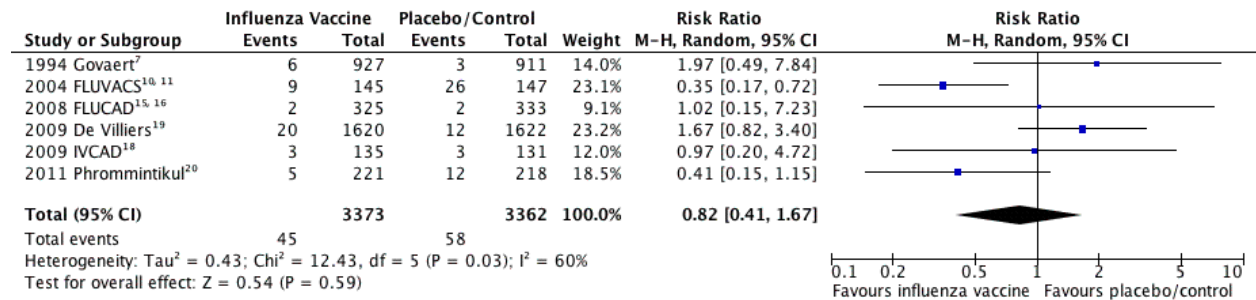 Influenza Vaccine Placebo/Control Risk Ratio Risk Ratio
Study or Subgroup Events Total Events Total Weight M-H, Random, 95% CI M-H, Random, 95% CI
1994 Govaert⁷ 6 927 3 911 14.0% 1.97 [0.49, 7.84]
2004 FLUVACS¹⁰, ¹¹ 9 145 26 147 23.1% 0.35 [0.17, 0.72]
2008 FLUCAD¹⁵, ¹⁶ 2 325 2 333 9.1% 1.02 [0.15, 7.23]
2009 De Villiers¹⁹ 20 1620 12 1622 23.2% 1.67 [0.82, 3.40]
2009 IVCAD¹⁸ 3 135 3 131 12.0% 0.97 [0.20, 4.72]
2011 Phrommintikul²⁰ 5 221 12 218 18.5% 0.41 [0.15, 1.15]
Total (95% CI) 3373 3362 100.0% 0.82 [0.41, 1.67]
Total events 45 58
Heterogeneity: Tau² = 0.43; Chi² = 12.43, df = 5 (P = 0.03); I² = 60%
Test for overall effect: Z = 0.54 (P = 0.59)
0.1 0.2 0.5 1 2 5 10
Favours influenza vaccine Favours placebo/control